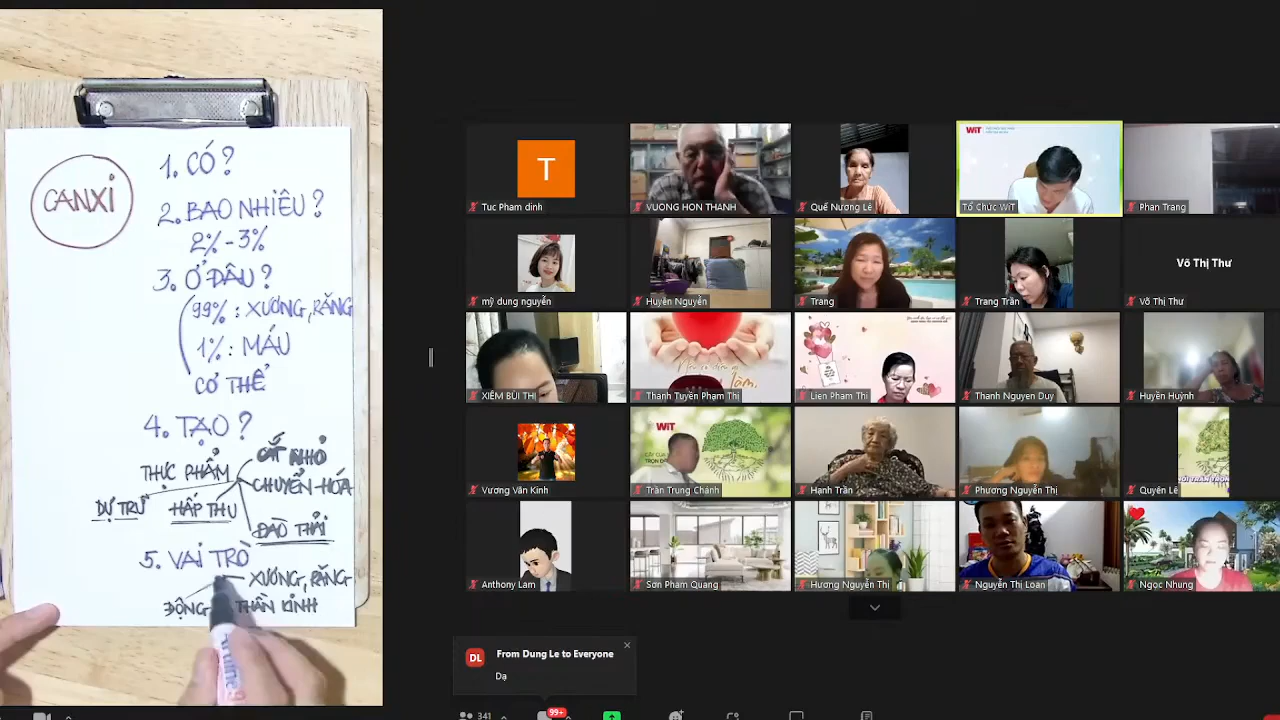 CANXI
1. CÓ?
2. BAO NHIÊU?
2% - 3%
3. Ở ĐÂU?
99%: XƯƠNG, RĂNG
1%: MÁU
CƠ THỂ
4. TẠO?
CẮT NHỎ
THỰC PHẨM
CHUYỂN HÓA
DỰ TRỮ
HẤP THU
ĐÀO THẢI
5. VAI TRÒ
XƯƠNG, RĂNG
ĐỘNG
THẦN KINH
T
WiT
Tuc Pham dinh
VUONG HON THANH
Quế Nương Lê
Tổ Chức WiT
Phan Trang
Võ Thị Thư
mỹ dung nguyễn
Huyền Nguyễn
Trang
Trang Trần
Võ Thị Thư
XIÊM BÙI THỊ
Thanh Tuyền Phạm Thị
Lien Pham Thi
Thanh Nguyen Duy
Huyền Huỳnh
WiT
Vương Văn Kinh
Trần Trung Chánh
Hạnh Trần
Phương Nguyễn Thị
Quyên Lê
Anthony Lam
Sơn Phạm Quang
Hương Nguyễn Thị
Nguyễn Thị Loan
Ngọc Nhung
DL
From Dung Le to Everyone
Dạ
341
99+